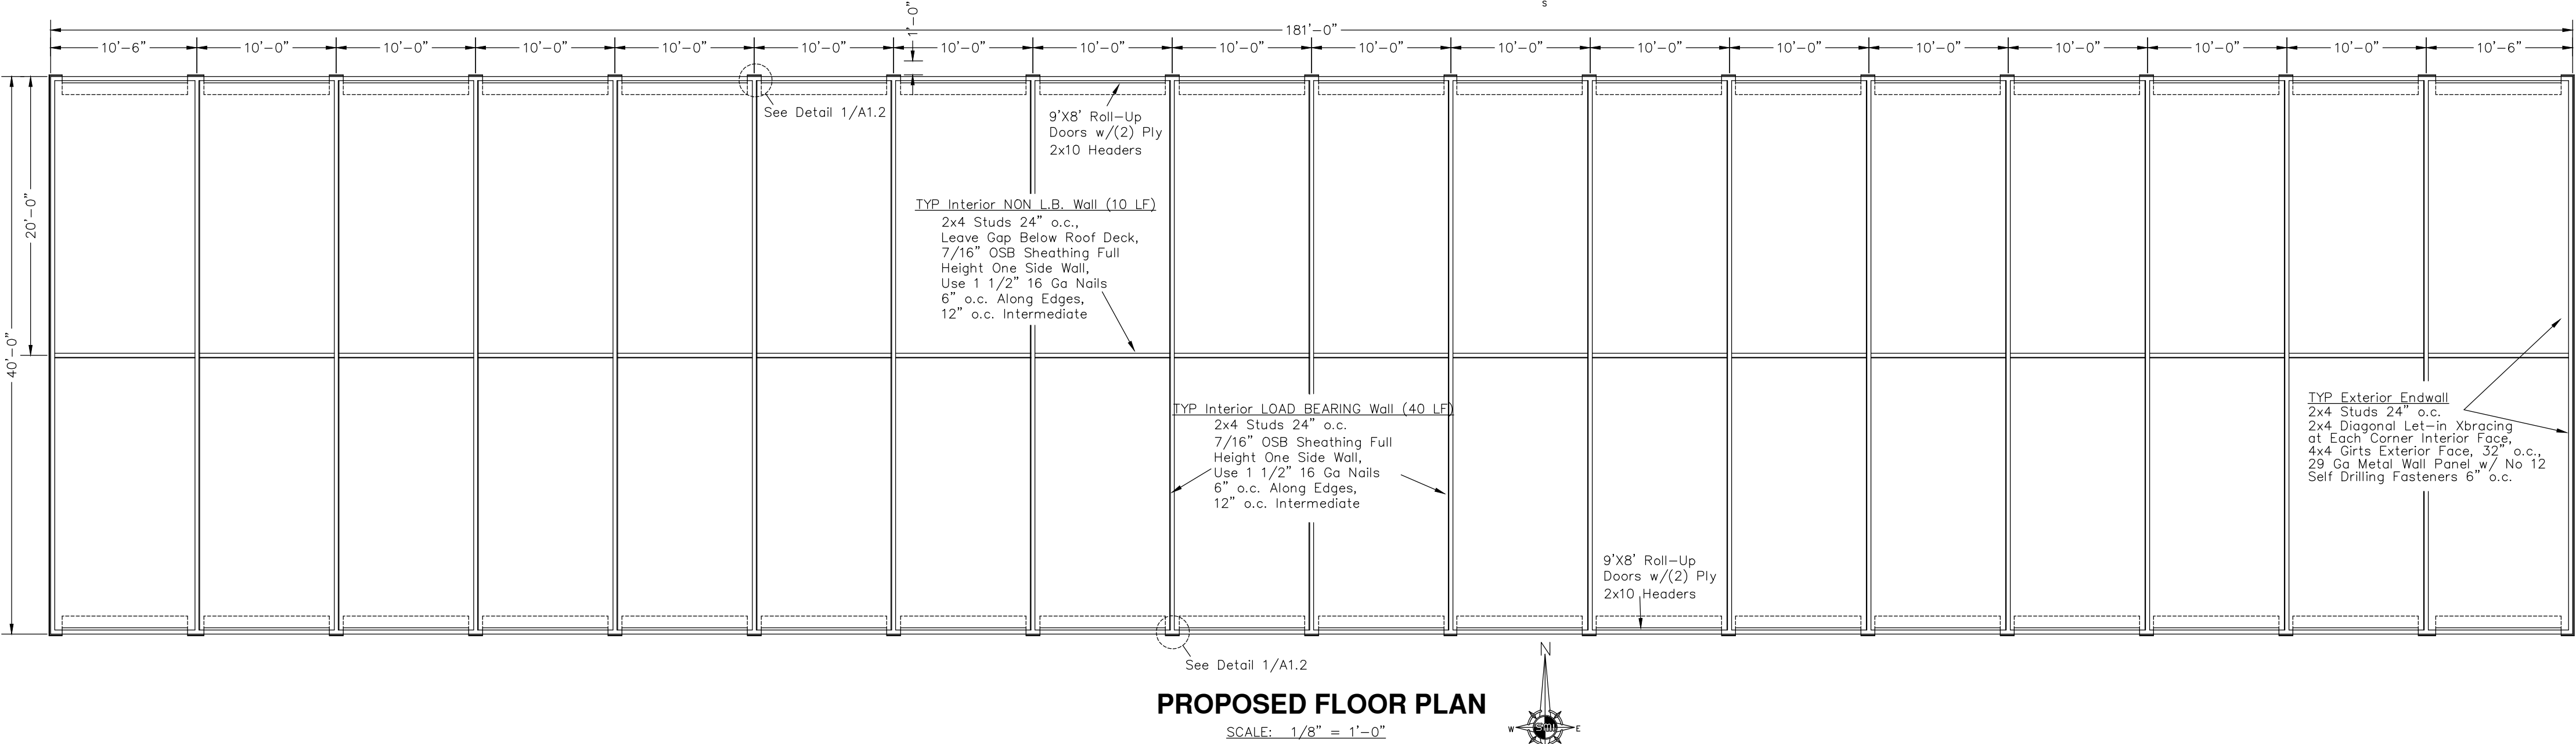 s
1'-0"
181'-0"
10'-6" 10'-0" 10'-0" 10'-0" 10'-0" 10'-0" 10'-0" 10'-0" 10'-0" 10'-0" 10'-0" 10'-0" 10'-0" 10'-0" 10'-0" 10'-0" 10'-0" 10'-6"
40'-0"
20'-0"
See Detail 1/A1.2
9'X8' Roll-Up
Doors w/(2) Ply
2x10 Headers
TYP Interior NON L.B. Wall (10 LF)
2x4 Studs 24" o.c.,
Leave Gap Below Roof Deck,
7/16" OSB Sheathing Full
Height One Side Wall,
Use 1 1/2" 16 Ga Nails
6" o.c. Along Edges,
12" o.c. Intermediate
TYP Interior LOAD BEARING Wall (40 LF)
2x4 Studs 24" o.c.
7/16" OSB Sheathing Full
Height One Side Wall,
Use 1 1/2" 16 Ga Nails
6" o.c. Along Edges,
12" o.c. Intermediate
TYP Exterior Endwall
2x4 Studs 24" o.c.
2x4 Diagonal Let-in Xbracing
at Each Corner Interior Face,
4x4 Girts Exterior Face, 32" o.c.,
29 Ga Metal Wall Panel w/ No 12
Self Drilling Fasteners 6" o.c.
9'X8' Roll-Up
Doors w/(2) Ply
2x10 Headers
See Detail 1/A1.2
PROPOSED FLOOR PLAN
SCALE: 1/8" = 1'-0"
N
W E